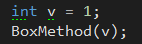 int v = 1;
BoxMethod(v);